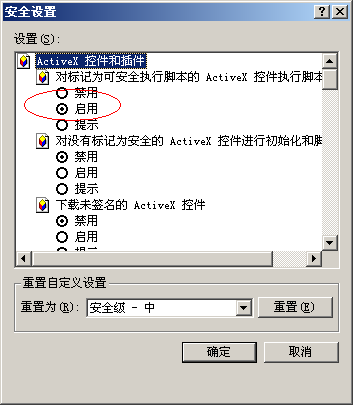 安全设置
设置(S):
ActiveX 控件和插件
对标记为可安全执行脚本的 ActiveX 控件执行脚本
禁用
启用
提示
对没有标记为安全的 ActiveX 控件进行初始化和脚
禁用
启用
提示
下载未签名的 ActiveX 控件
禁用
启用
重置自定义设置
重置为(R): 安全级 - 中 重置(E)
确定 取消